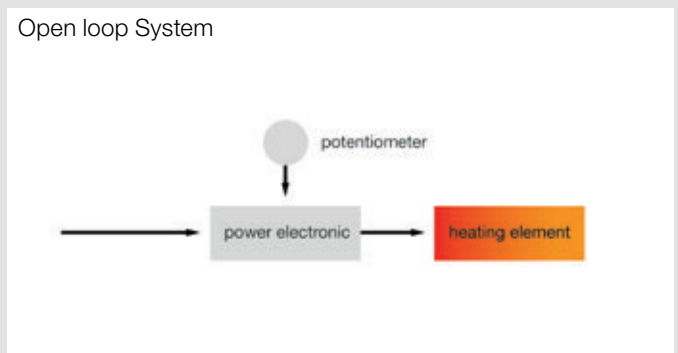 Open loop System
potentiometer
power electronic
heating element